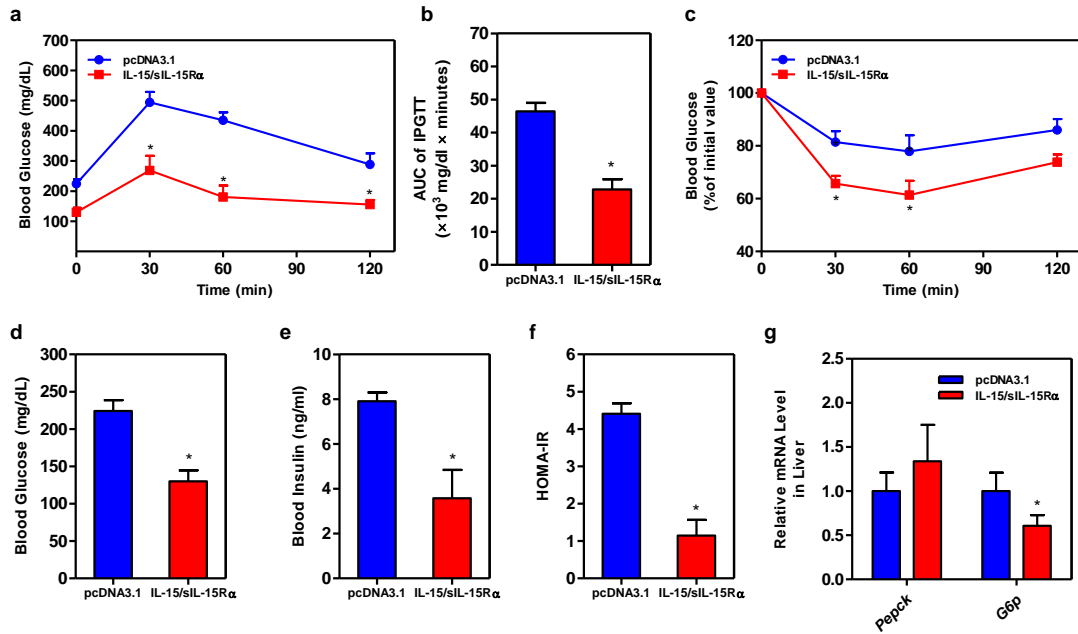 a
700
600
500
400
300
200
100
Blood Glucose (mg/dL)
pcDNA3.1
IL-15/sIL-15Rα
*
*
*
0
30
60
90
120
Time (min)
b
70
60
50
40
30
20
10
0
AUC of IPGTT
(×10³ mg/dl × minutes)
*
pcDNA3.1
IL-15/sIL-15Rα
c
120
100
80
60
40
Blood Glucose
(%of initial value)
pcDNA3.1
IL-15/sIL-15Rα
*
*
*
*
0
30
60
90
120
Time (min)
d
300
250
200
150
100
50
0
Blood Glucose (mg/dL)
*
pcDNA3.1
IL-15/sIL-15Rα
e
10
8
6
4
2
0
Blood Insulin (ng/ml)
*
pcDNA3.1
IL-15/sIL-15Rα
f
6
5
4
3
2
1
0
HOMA-IR
*
pcDNA3.1
IL-15/sIL-15Rα
g
2.5
2.0
1.5
1.0
0.5
0.0
Relative mRNA Level
in Liver
pcDNA3.1
IL-15/sIL-15Rα
*
Pepck
G6p